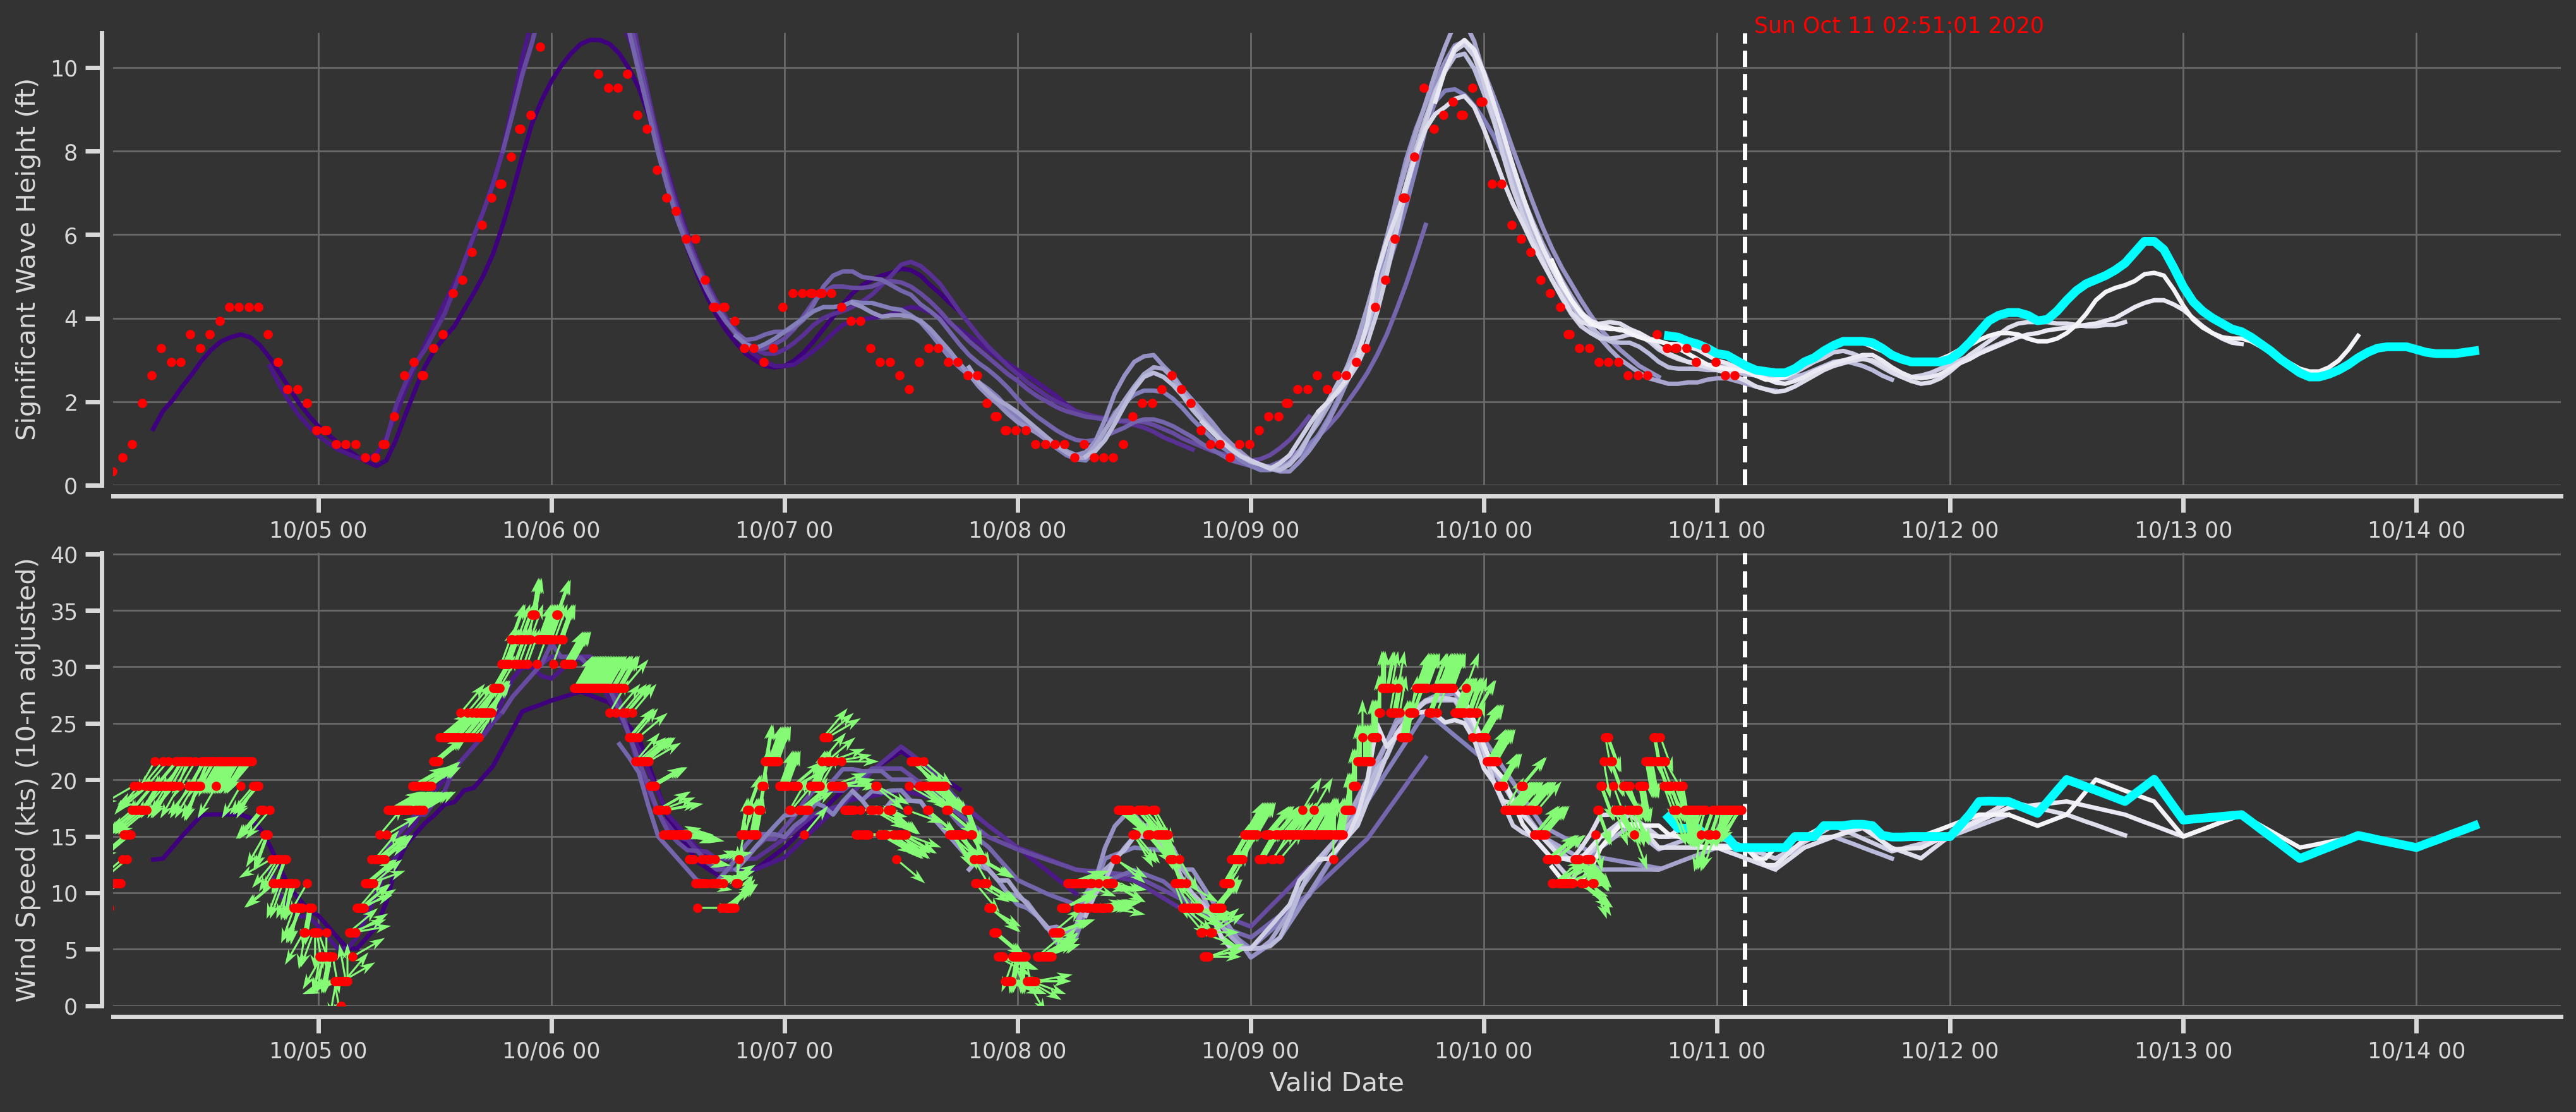 Sun Oct 11 02:51:01 2020
Significant Wave Height (ft)
10
8
6
4
2
0
10/05 00 10/06 00 10/07 00 10/08 00 10/09 00 10/10 00 10/11 00 10/12 00 10/13 00 10/14 00
Wind Speed (kts) (10-m adjusted)
40
35
30
25
20
15
10
5
0
10/05 00 10/06 00 10/07 00 10/08 00 10/09 00 10/10 00 10/11 00 10/12 00 10/13 00 10/14 00
Valid Date